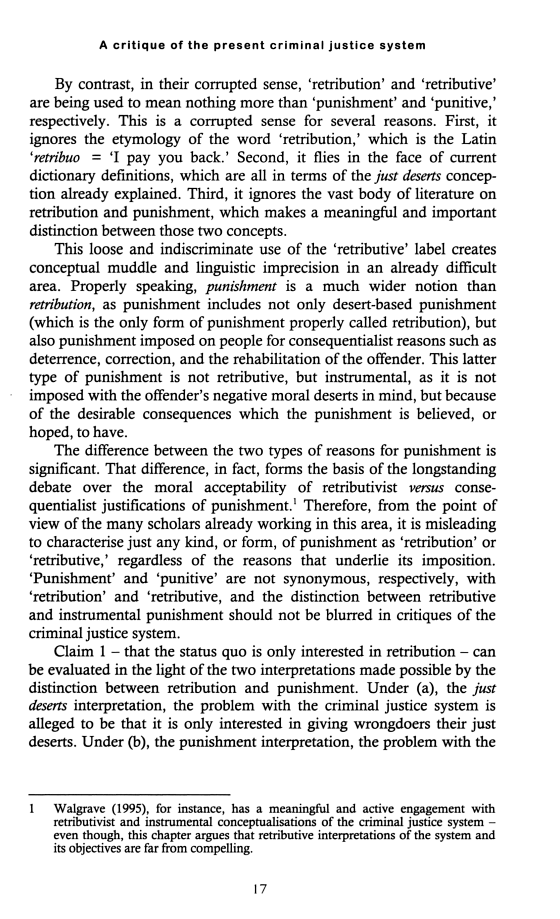 A critique of the present criminal justice system
By contrast, in their corrupted sense, 'retribution' and 'retributive'
are being used to mean nothing more than 'punishment' and 'punitive,'
respectively. This is a corrupted sense for several reasons. First, it
ignores the etymology of the word 'retribution,' which is the Latin
'retribuo = 'I pay you back.' Second, it flies in the face of current
dictionary definitions, which are all in terms of the just deserts concep-
tion already explained. Third, it ignores the vast body of literature on
retribution and punishment, which makes a meaningful and important
distinction between those two concepts.
This loose and indiscriminate use of the 'retributive' label creates
conceptual muddle and linguistic imprecision in an already difficult
area. Properly speaking, punishment is a much wider notion than
retribution, as punishment includes not only desert-based punishment
(which is the only form of punishment properly called retribution), but
also punishment imposed on people for consequentialist reasons such as
deterrence, correction, and the rehabilitation of the offender. This latter
type of punishment is not retributive, but instrumental, as it is not
imposed with the offender's negative moral deserts in mind, but because
of the desirable consequences which the punishment is believed, or
hoped, to have.
The difference between the two types of reasons for punishment is
significant. That difference, in fact, forms the basis of the longstanding
debate over the moral acceptability of retributivist versus conse-
quentialist justifications of punishment.1 Therefore, from the point of
view of the many scholars already working in this area, it is misleading
to characterise just any kind, or form, of punishment as 'retribution' or
'retributive,' regardless of the reasons that underlie its imposition.
'Punishment' and 'punitive' are not synonymous, respectively, with
'retribution' and 'retributive, and the distinction between retributive
and instrumental punishment should not be blurred in critiques of the
criminal justice system.
Claim 1 – that the status quo is only interested in retribution – can
be evaluated in the light of the two interpretations made possible by the
distinction between retribution and punishment. Under (a), the just
deserts interpretation, the problem with the criminal justice system is
alleged to be that it is only interested in giving wrongdoers their just
deserts. Under (b), the punishment interpretation, the problem with the
1 Walgrave (1995), for instance, has a meaningful and active engagement with
retributivist and instrumental conceptualisations of the criminal justice system –
even though, this chapter argues that retributive interpretations of the system and
its objectives are far from compelling.
17